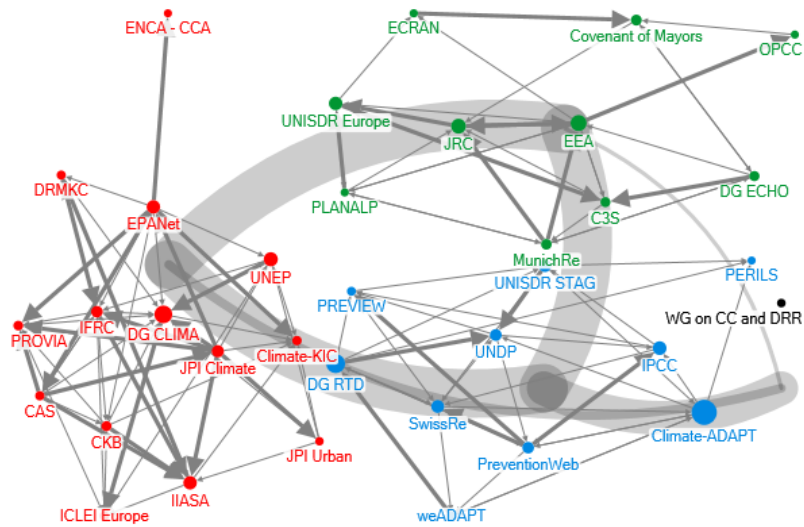 ECRAN
ENCA - CCA
Covenant of Mayors
OPCC
UNISDR Europe
JRC
EEA
DRMKC
DG ECHO
PLANALP
C3S
EPANet
MunichRe
UNEP
UNISDR STAG
PERILS
PREVIEW
WG on CC and DRR
IFRC
DG CLIMA
PROVIA
UNDP
Climate-KIC
JPI Climate
IPCC
DG RTD
CAS
SwissRe
Climate-ADAPT
CKB
JPI Urban
PreventionWeb
IIASA
ICLEI Europe
weADAPT